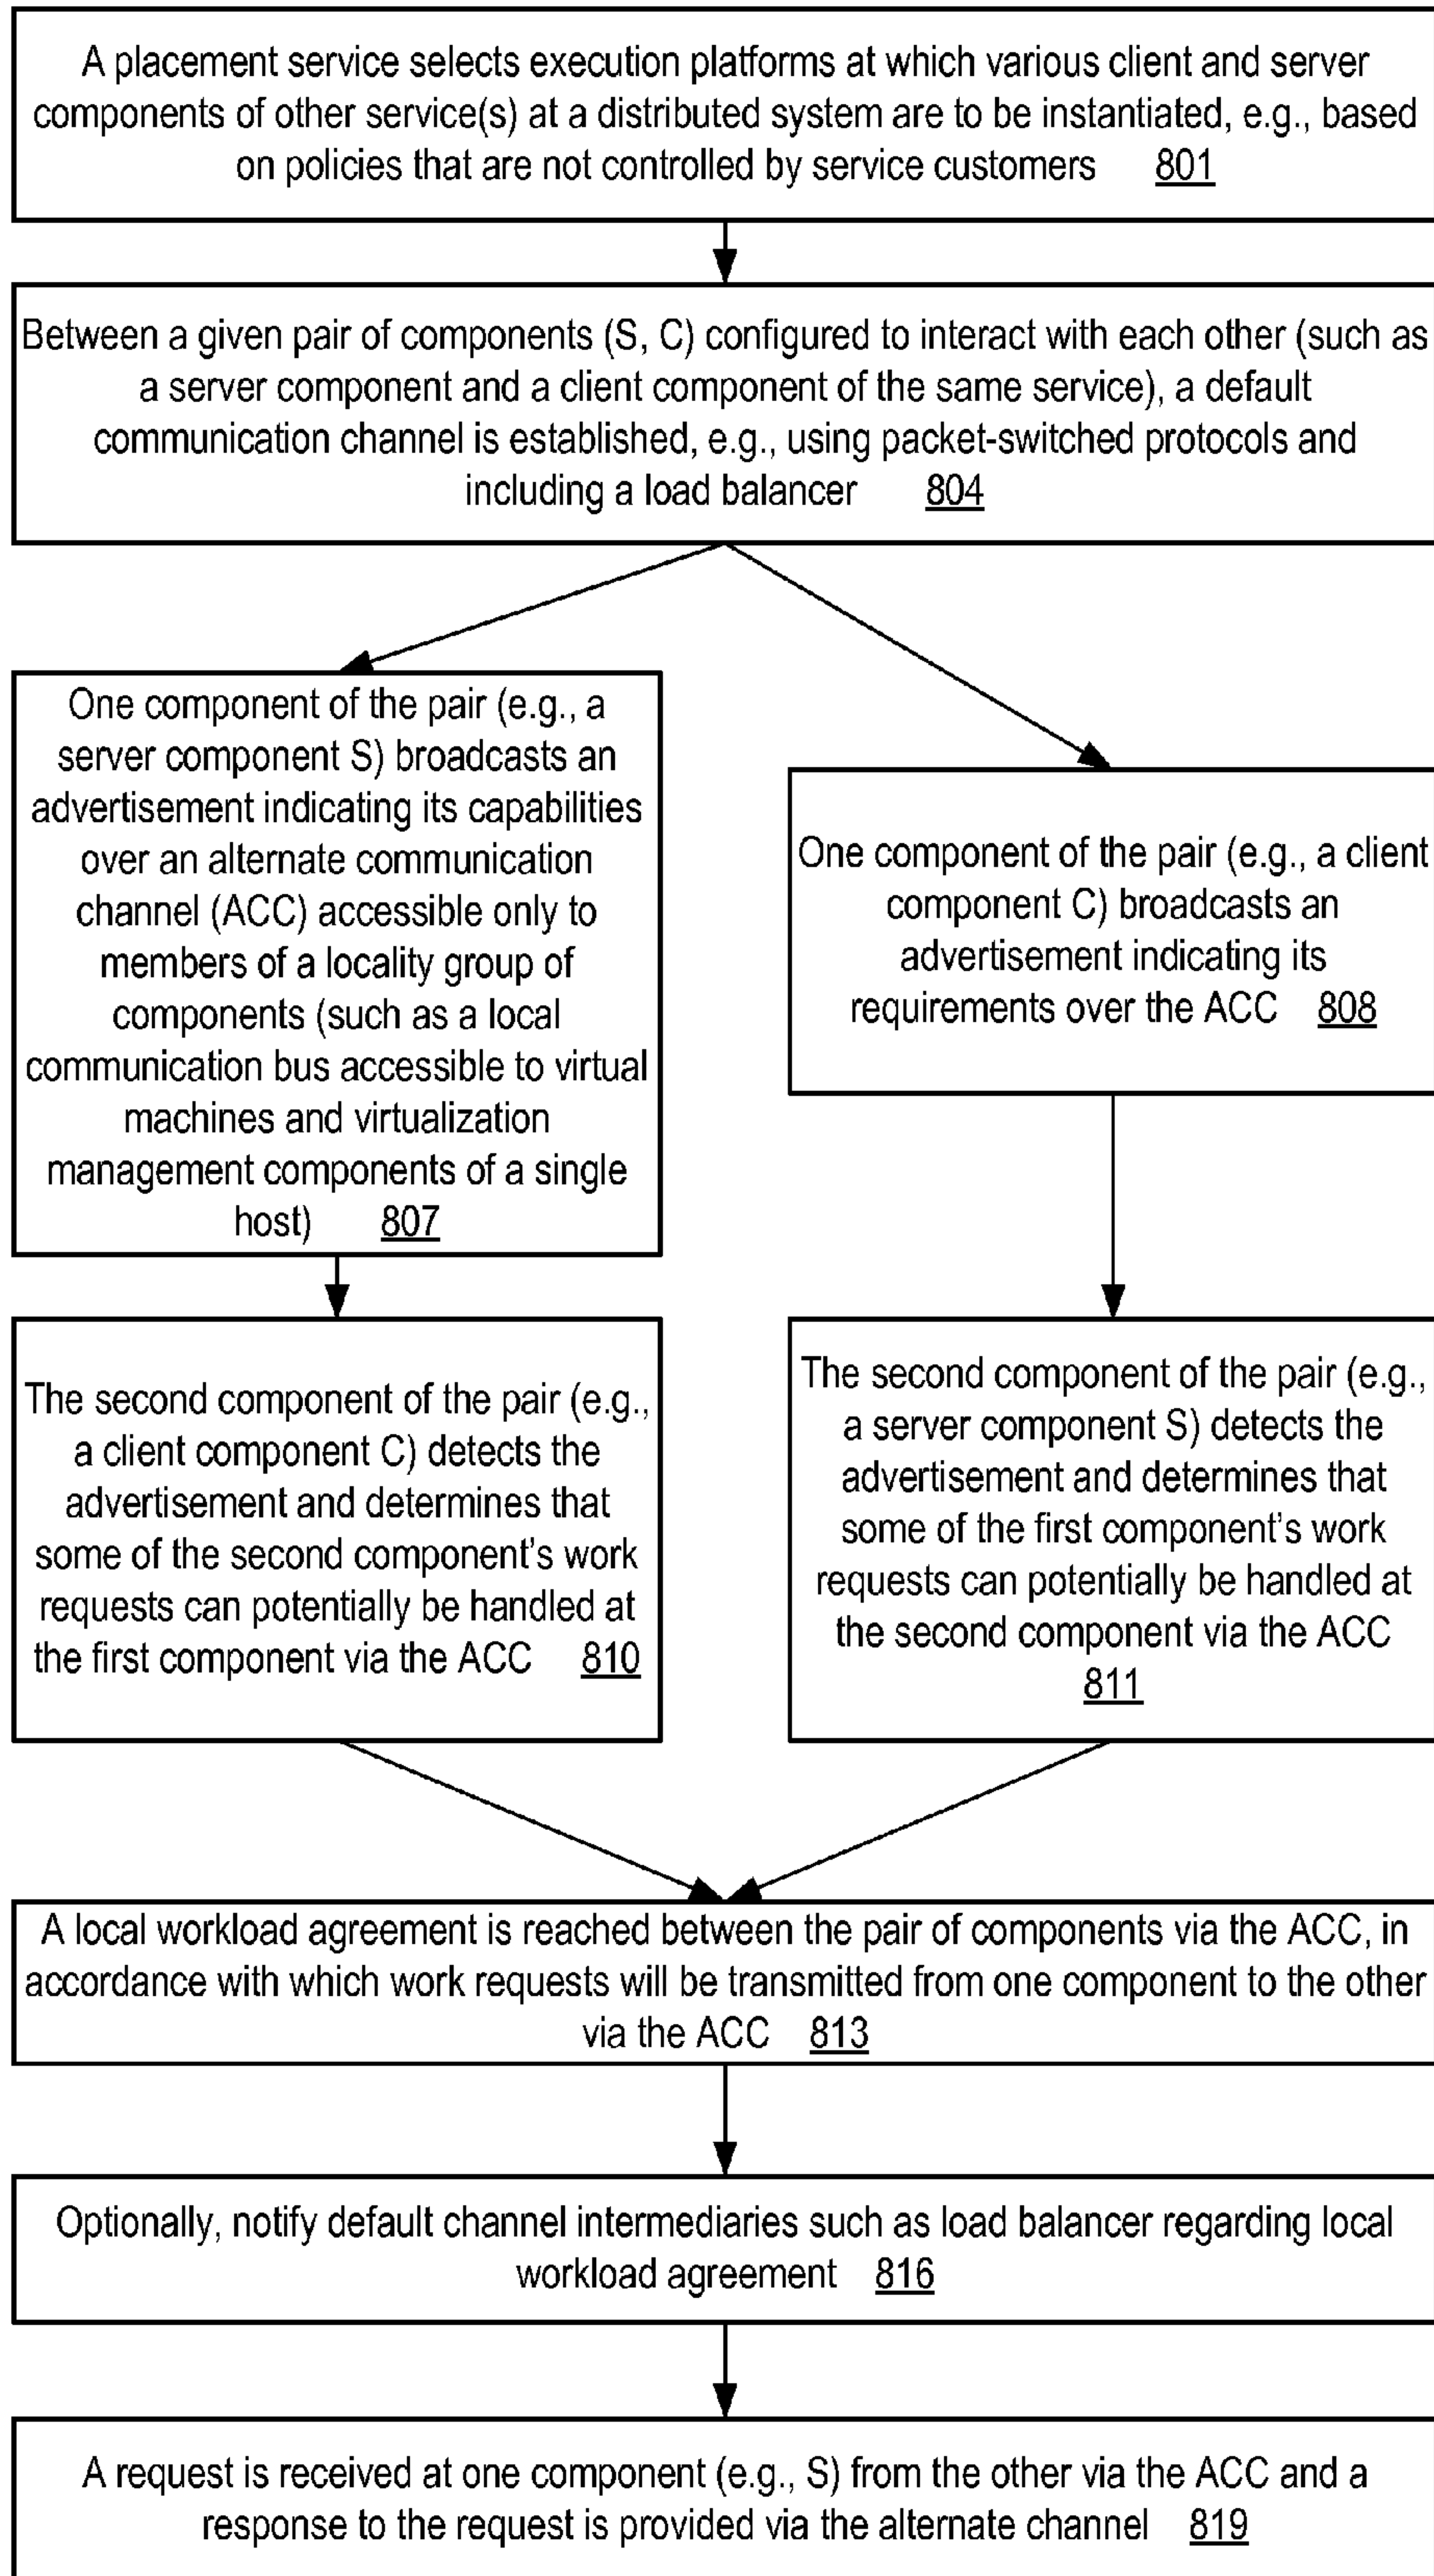 A placement service selects execution platforms at which various client and server
components of other service(s) at a distributed system are to be instantiated, e.g., based
on policies that are not controlled by service customers 801
Between a given pair of components (S, C) configured to interact with each other (such as
a server component and a client component of the same service), a default
communication channel is established, e.g., using packet-switched protocols and
including a load balancer 804
One component of the pair (e.g., a
server component S) broadcasts an
advertisement indicating its capabilities
over an alternate communication
channel (ACC) accessible only to
members of a locality group of
components (such as a local
communication bus accessible to virtual
machines and virtualization
management components of a single
host) 807
One component of the pair (e.g., a client
component C) broadcasts an
advertisement indicating its
requirements over the ACC 808
The second component of the pair (e.g.,
a client component C) detects the
advertisement and determines that
some of the second component's work
requests can potentially be handled at
the first component via the ACC 810
The second component of the pair (e.g.,
a server component S) detects the
advertisement and determines that
some of the first component's work
requests can potentially be handled at
the second component via the ACC
811
A local workload agreement is reached between the pair of components via the ACC, in
accordance with which work requests will be transmitted from one component to the other
via the ACC 813
Optionally, notify default channel intermediaries such as load balancer regarding local
workload agreement 816
A request is received at one component (e.g., S) from the other via the ACC and a
response to the request is provided via the alternate channel 819